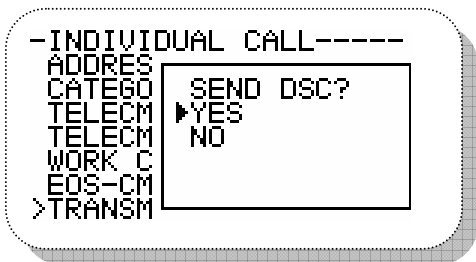 -INDIVIDUAL CALL-----
ADDRES
CATEGO
TELECM
TELECM
WORK C
EOS-CM
>TRANSM
SEND DSC?
YES
NO